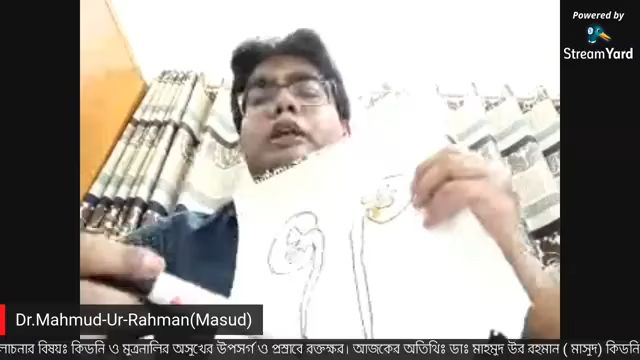 Powered by
StreamYard
Dr.Mahmud-Ur-Rahman(Masud)
লোচনার বিষয়ঃ কিডনি ও মুত্রনালির অসুখের উপসর্গ ও প্রস্রাবে রক্তক্ষর। আজকের অতিথিঃ ডাঃ মাহমুদ উর রহমান ( মাসুদ) কিডনি